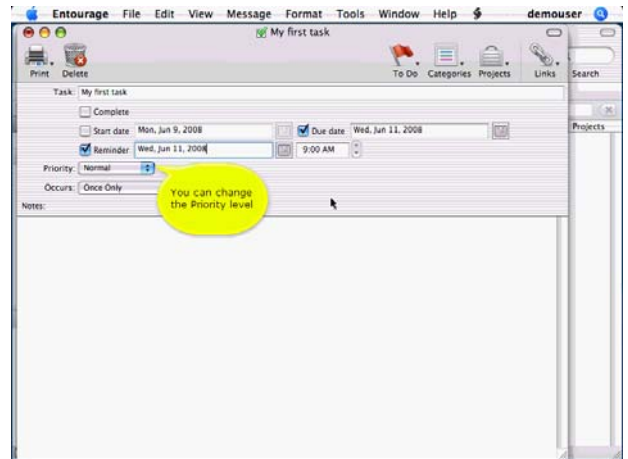 Entourage File Edit View Message Format Tools Window Help demouser
My first task
Print Delete To Do Categories Projects Links Search
Task: My first task
Complete
Start date Mon, Jun 9, 2008 Due date Wed, Jun 11, 2008 Projects
Reminder Wed, Jun 11, 2008 9:00 AM
Priority: Normal
Occurs: Once Only
You can change
the Priority level
Notes: